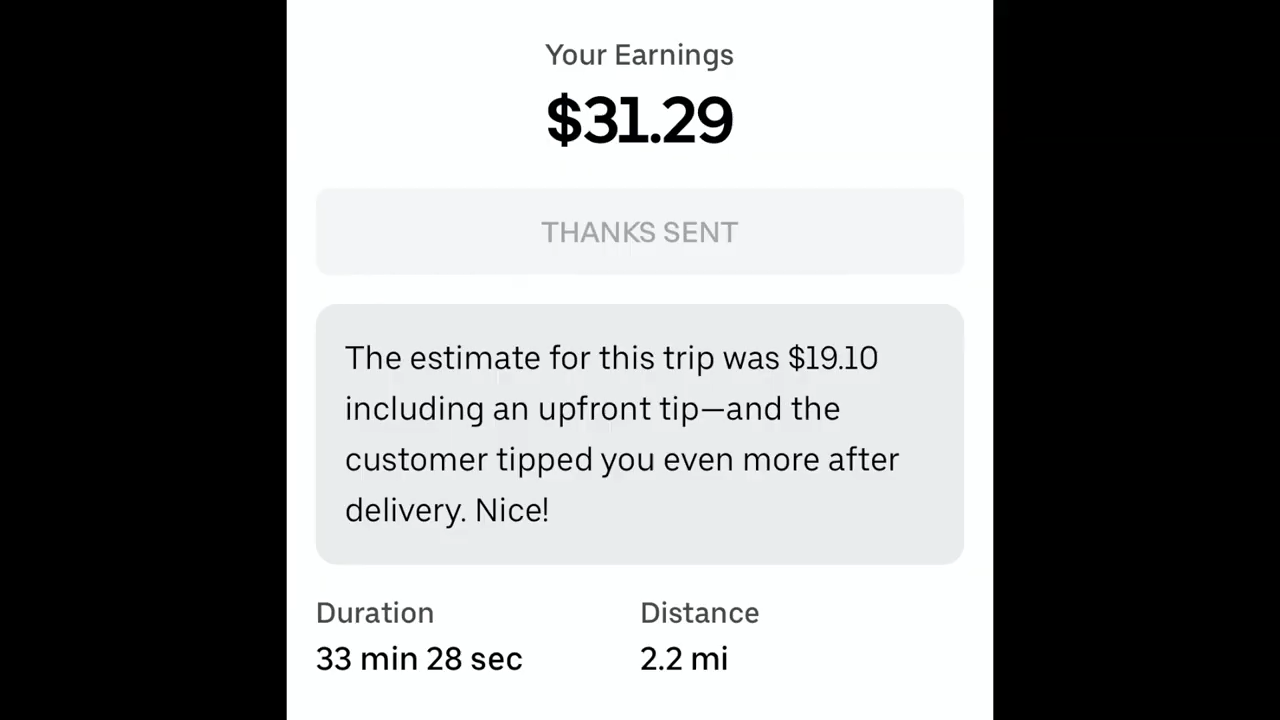 Your Earnings
$31.29
THANKS SENT
The estimate for this trip was $19.10
including an upfront tip—and the
customer tipped you even more after
delivery. Nice!
Duration
Distance
33 min 28 sec
2.2 mi